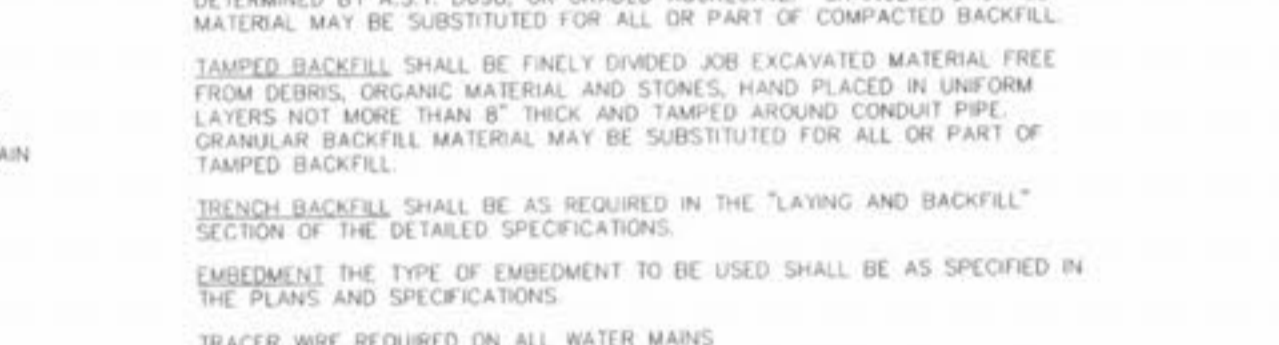 MATERIAL MAY BE SUBSTITUTED FOR ALL OR PART OF COMPACTED BACKFILL.
TAMPED BACKFILL SHALL BE FINELY DIVIDED JOB EXCAVATED MATERIAL FREE
FROM DEBRIS, ORGANIC MATERIAL AND STONES, HAND PLACED IN UNIFORM
LAYERS NOT MORE THAN 8" THICK AND TAMPED AROUND CONDUIT PIPE.
GRANULAR BACKFILL MATERIAL MAY BE SUBSTITUTED FOR ALL OR PART OF
AIN
TAMPED BACKFILL.
TRENCH BACKFILL SHALL BE AS REQUIRED IN THE "LAYING AND BACKFILL"
SECTION OF THE DETAILED SPECIFICATIONS.
EMBEDMENT THE TYPE OF EMBEDMENT TO BE USED SHALL BE AS SPECIFIED IN
THE PLANS AND SPECIFICATIONS.
TRACER WIRE REQUIRED ON ALL WATER MAINS